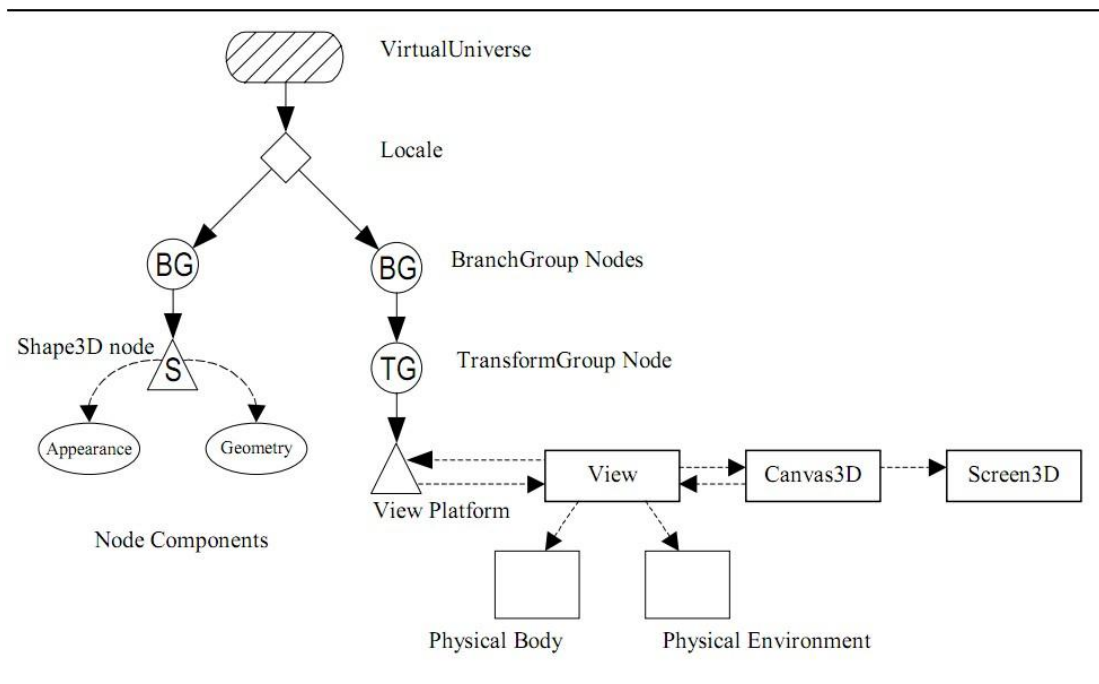 VirtualUniverse
Locale
BG
BG
BranchGroup Nodes
Shape3D node
S
TG
TransformGroup Node
Appearance
Geometry
View
Canvas3D
Screen3D
View Platform
Node Components
Physical Body
Physical Environment